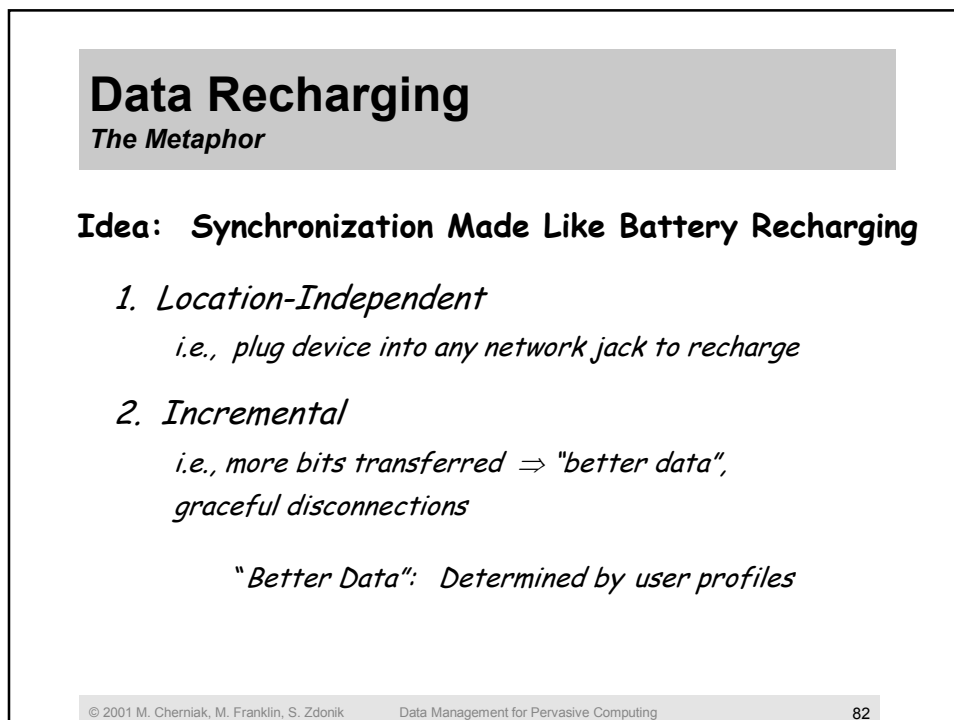 Data Recharging
The Metaphor
Idea: Synchronization Made Like Battery Recharging
1. Location-Independent
i.e., plug device into any network jack to recharge
2. Incremental
i.e., more bits transferred ⇒ "better data",
graceful disconnections
"Better Data": Determined by user profiles
© 2001 M. Cherniak, M. Franklin, S. Zdonik Data Management for Pervasive Computing 82